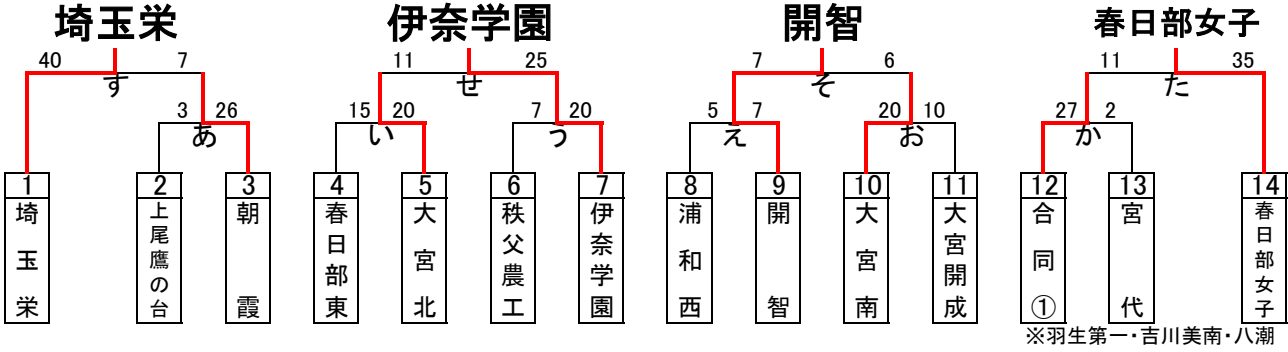 埼玉栄 伊奈学園 開智 春日部女子
40 7 11 25 7 6 11 35
す せ そ た
3 26 15 20 7 20 5 7 20 10 27 2
あ い う え お か
1 2 3 4 5 6 7 8 9 10 11 12 13 14
埼玉栄
上尾鷹の台
朝霞
春日部東
大宮北
秩父農工
伊奈学園
浦和西
開智
大宮南
大宮開成
合同①
宮代
春日部女子
※羽生第一・吉川美南・八潮